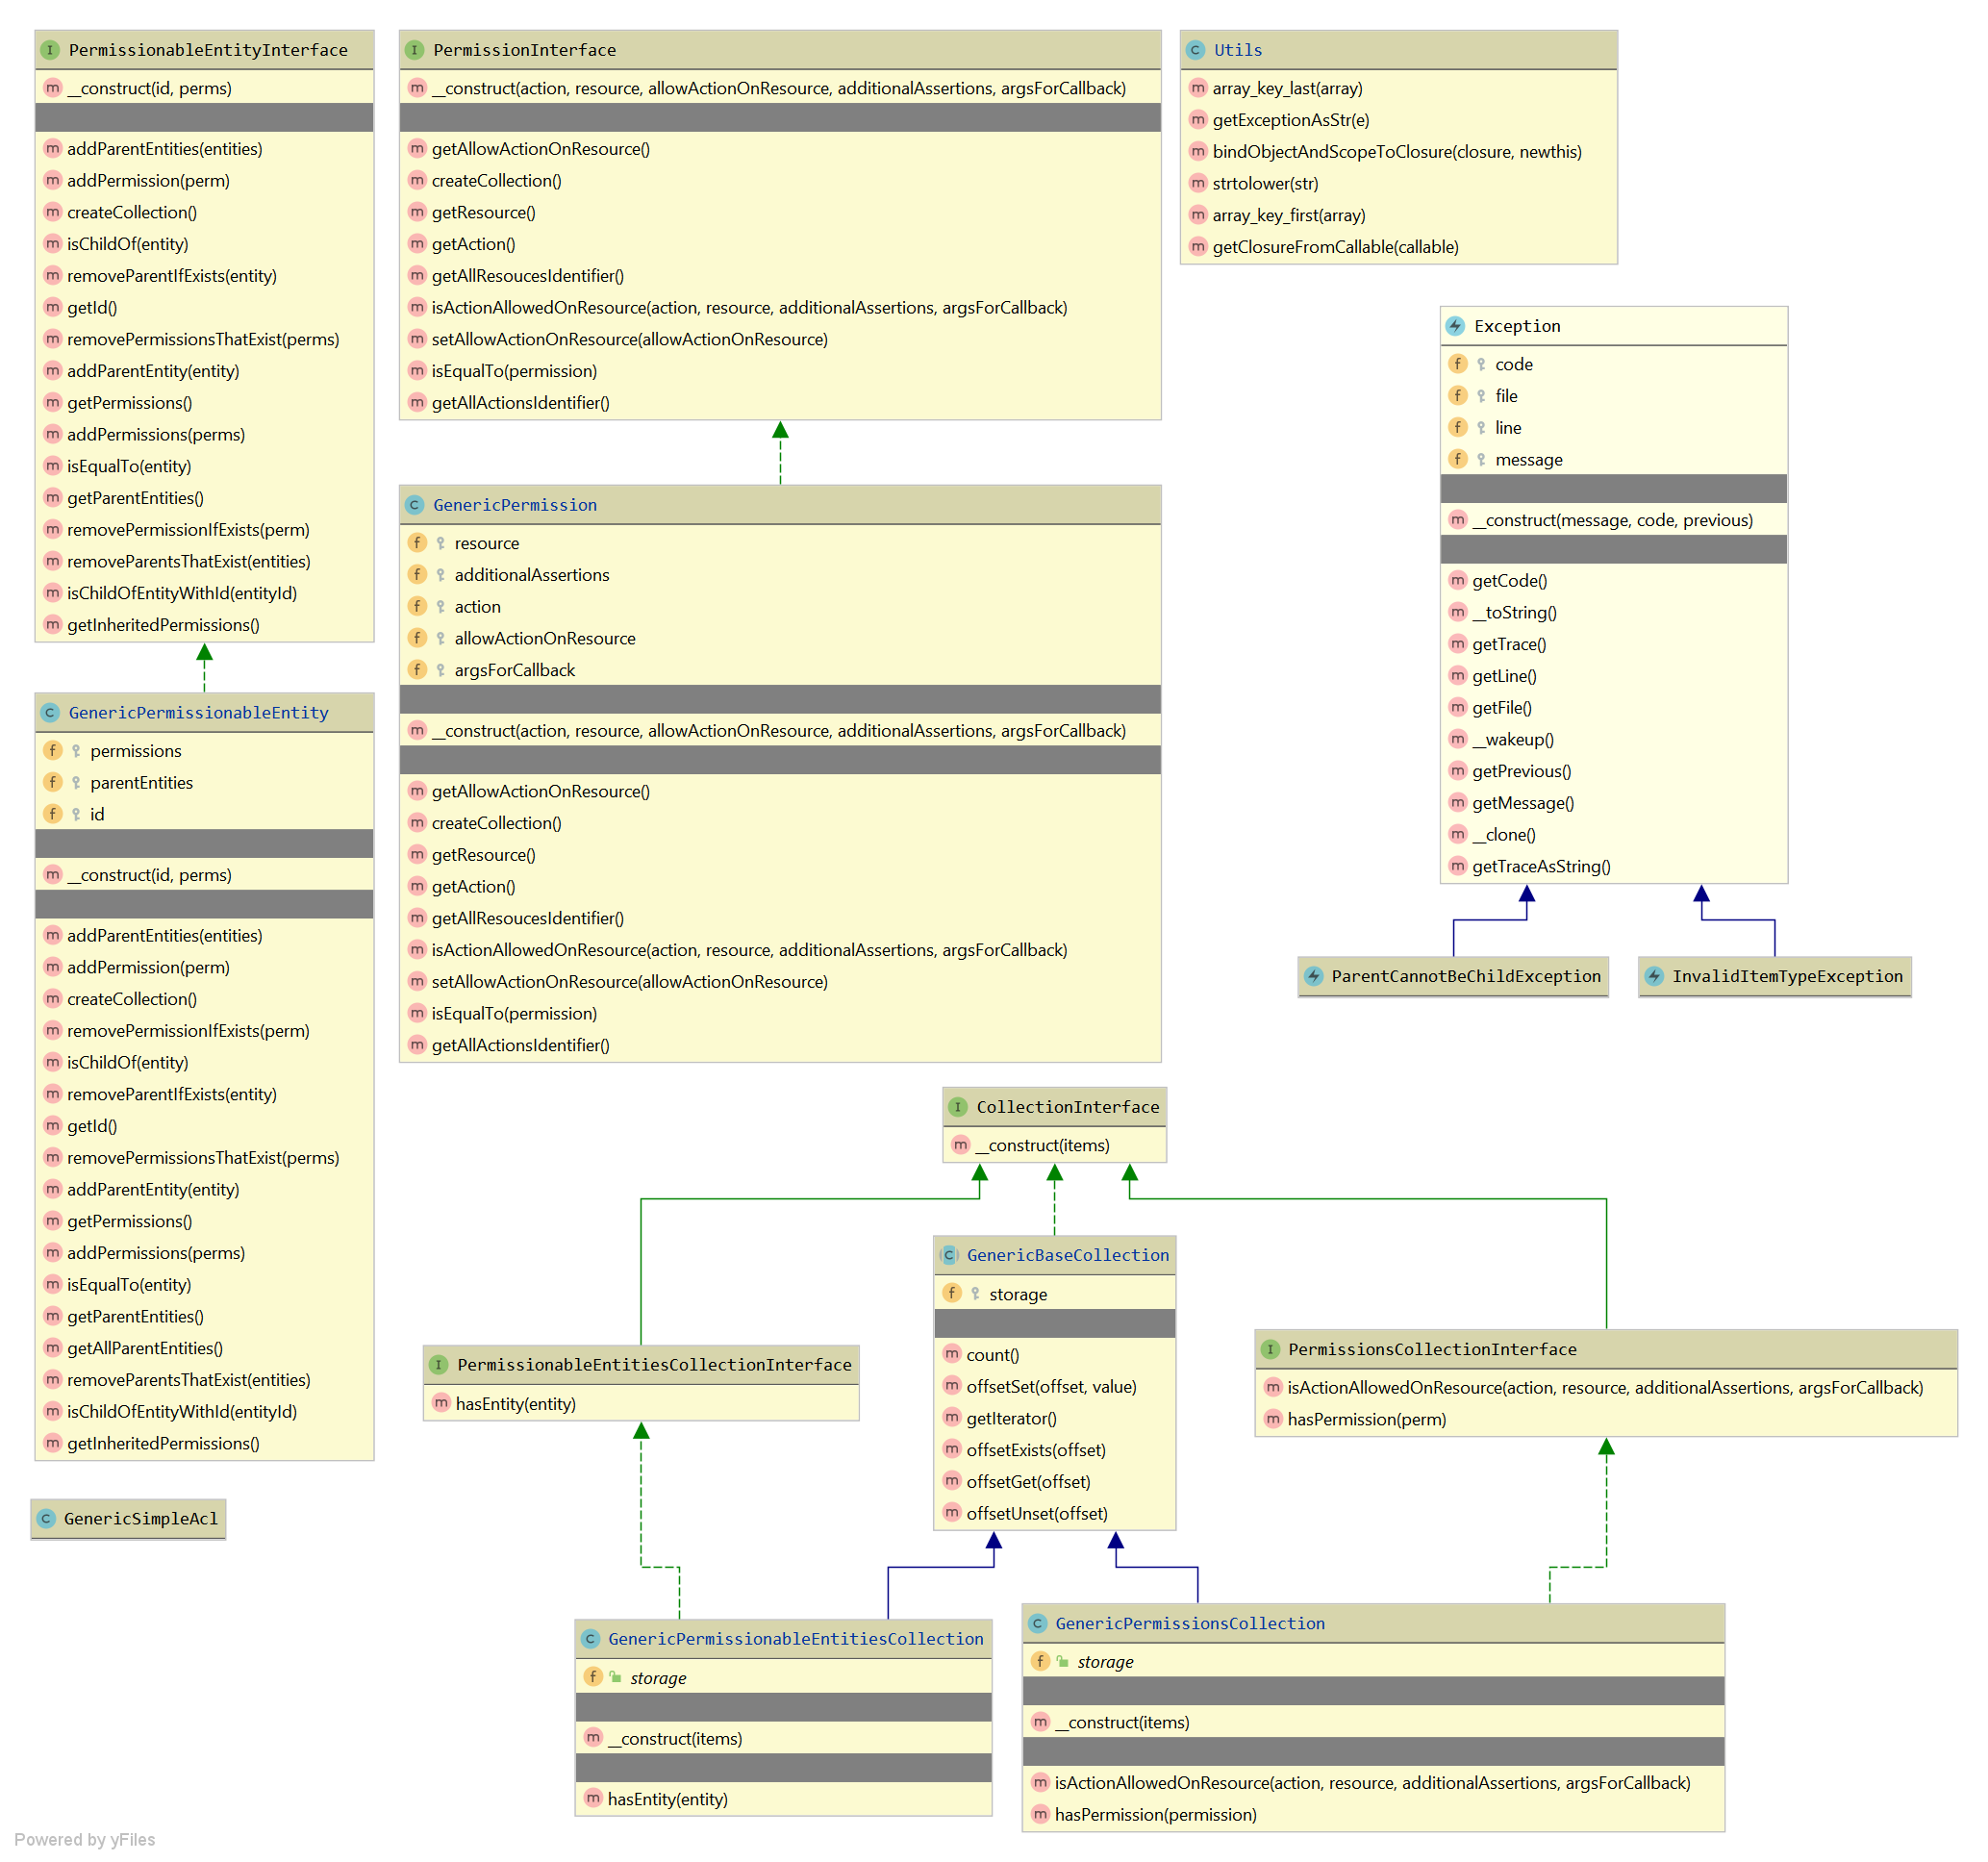 PermissionableEntityInterface
__construct(id, perms)
addParentEntities(entities)
addPermission(perm)
createCollection()
isChildOf(entity)
removeParentIfExists(entity)
getId()
removePermissionsThatExist(perms)
addParentEntity(entity)
getPermissions()
addPermissions(perms)
isEqualTo(entity)
getParentEntities()
removePermissionIfExists(perm)
removeParentsThatExist(entities)
isChildOfEntityWithId(entityId)
getInheritedPermissions()
PermissionInterface
__construct(action, resource, allowActionOnResource, additionalAssertions, argsForCallback)
getAllowActionOnResource()
createCollection()
getResource()
getAction()
getAllResoucesIdentifier()
isActionAllowedOnResource(action, resource, additionalAssertions, argsForCallback)
setAllowActionOnResource(allowActionOnResource)
isEqualTo(permission)
getAllActionsIdentifier()
Utils
array_key_last(array)
getExceptionAsStr(e)
bindObjectAndScopeToClosure(closure, newthis)
strtolower(str)
array_key_first(array)
getClosureFromCallable(callable)
Exception
code
file
line
message
__construct(message, code, previous)
getCode()
__toString()
getTrace()
getLine()
getFile()
__wakeup()
getPrevious()
getMessage()
__clone()
getTraceAsString()
GenericPermission
resource
additionalAssertions
action
allowActionOnResource
argsForCallback
__construct(action, resource, allowActionOnResource, additionalAssertions, argsForCallback)
getAllowActionOnResource()
createCollection()
getResource()
getAction()
getAllResoucesIdentifier()
isActionAllowedOnResource(action, resource, additionalAssertions, argsForCallback)
setAllowActionOnResource(allowActionOnResource)
isEqualTo(permission)
getAllActionsIdentifier()
GenericPermissionableEntity
permissions
parentEntities
id
__construct(id, perms)
addParentEntities(entities)
addPermission(perm)
createCollection()
removePermissionIfExists(perm)
isChildOf(entity)
removeParentIfExists(entity)
getId()
removePermissionsThatExist(perms)
addParentEntity(entity)
getPermissions()
addPermissions(perms)
isEqualTo(entity)
getParentEntities()
getAllParentEntities()
removeParentsThatExist(entities)
isChildOfEntityWithId(entityId)
getInheritedPermissions()
ParentCannotBeChildException
InvalidItemTypeException
CollectionInterface
__construct(items)
GenericBaseCollection
storage
count()
offsetSet(offset, value)
getIterator()
offsetExists(offset)
offsetGet(offset)
offsetUnset(offset)
PermissionableEntitiesCollectionInterface
hasEntity(entity)
PermissionsCollectionInterface
isActionAllowedOnResource(action, resource, additionalAssertions, argsForCallback)
hasPermission(perm)
GenericSimpleAcl
GenericPermissionableEntitiesCollection
storage
__construct(items)
hasEntity(entity)
GenericPermissionsCollection
storage
__construct(items)
isActionAllowedOnResource(action, resource, additionalAssertions, argsForCallback)
hasPermission(permission)
Powered by yFiles